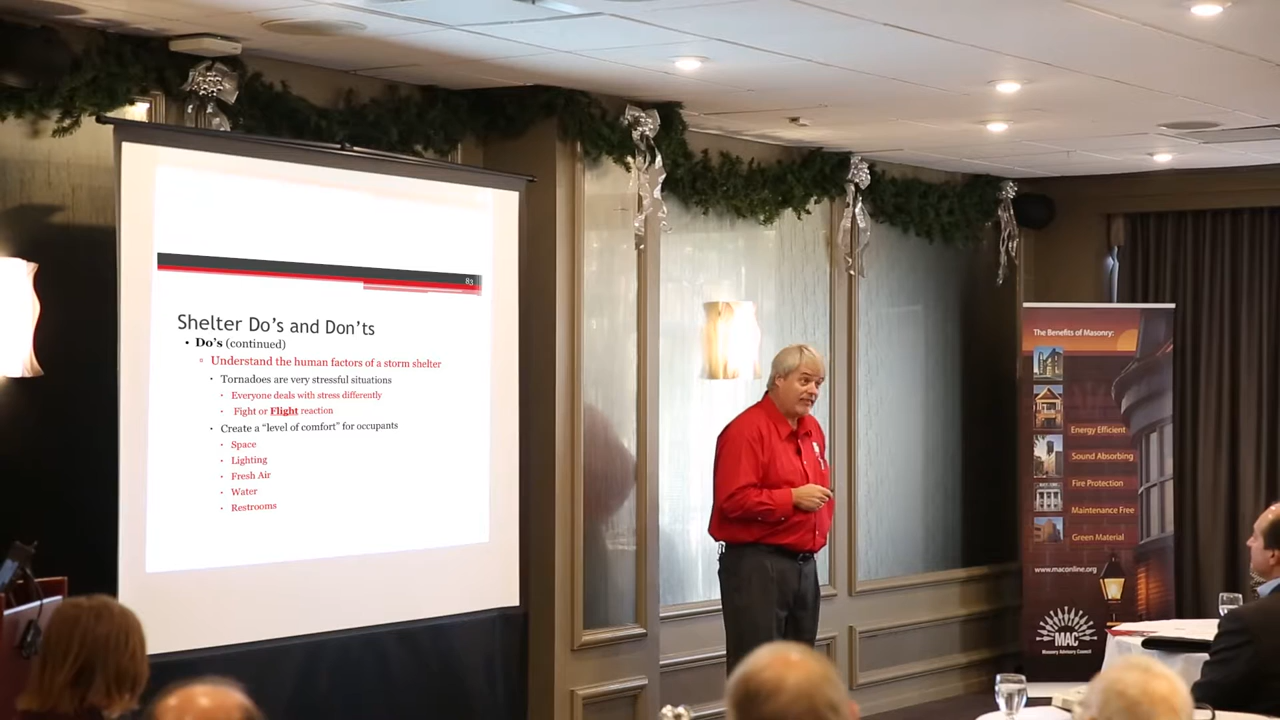 83
Shelter Do's and Don'ts
• Do's (continued)
▫ Understand the human factors of a storm shelter
• Tornadoes are very stressful situations
• Everyone deals with stress differently
• Fight or Flight reaction
• Create a “level of comfort” for occupants
• Space
• Lighting
• Fresh Air
• Water
• Restrooms
The Benefits of Masonry:
Energy Efficient
Sound Absorbing
Fire Protection
Maintenance Free
Green Material
www.maconline.org
MAC
Masonry Advisory Council